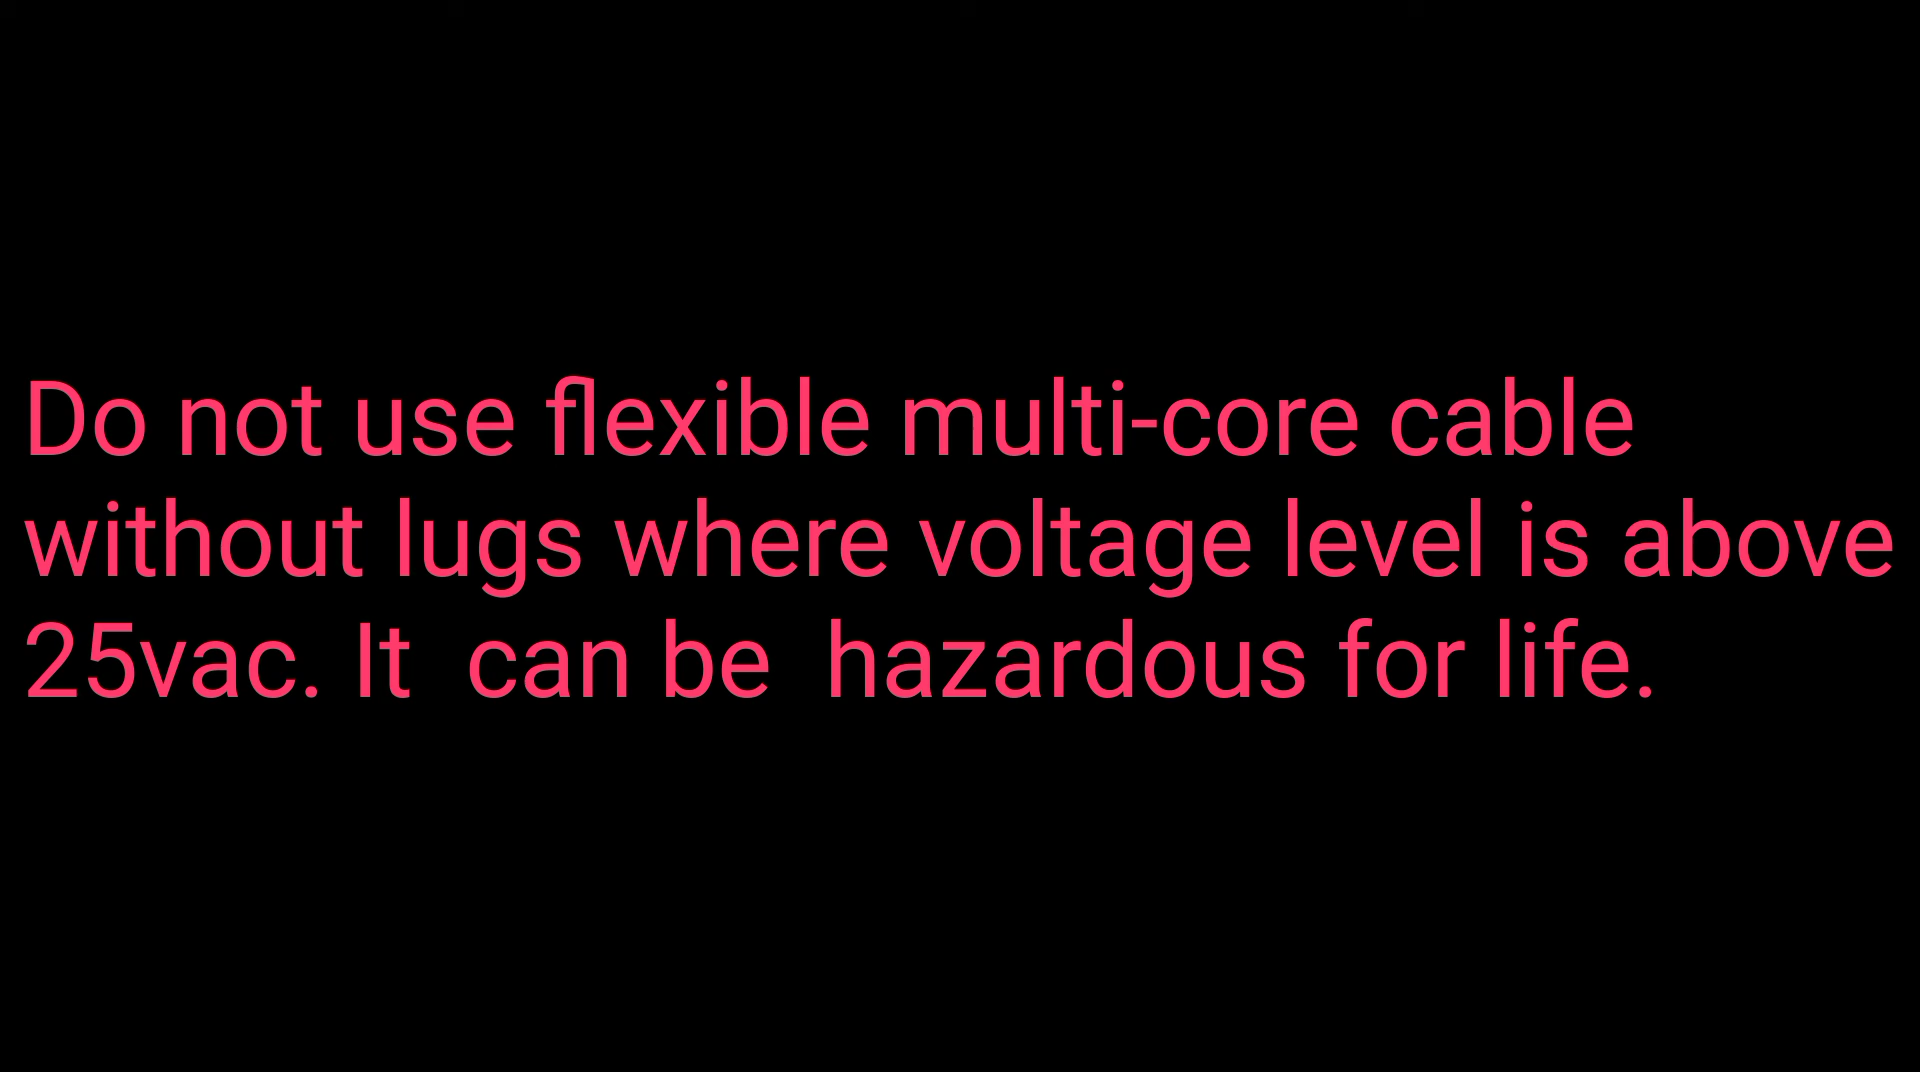 Do not use flexible multi-core cable
without lugs where voltage level is above
25vac. It  can be  hazardous for life.